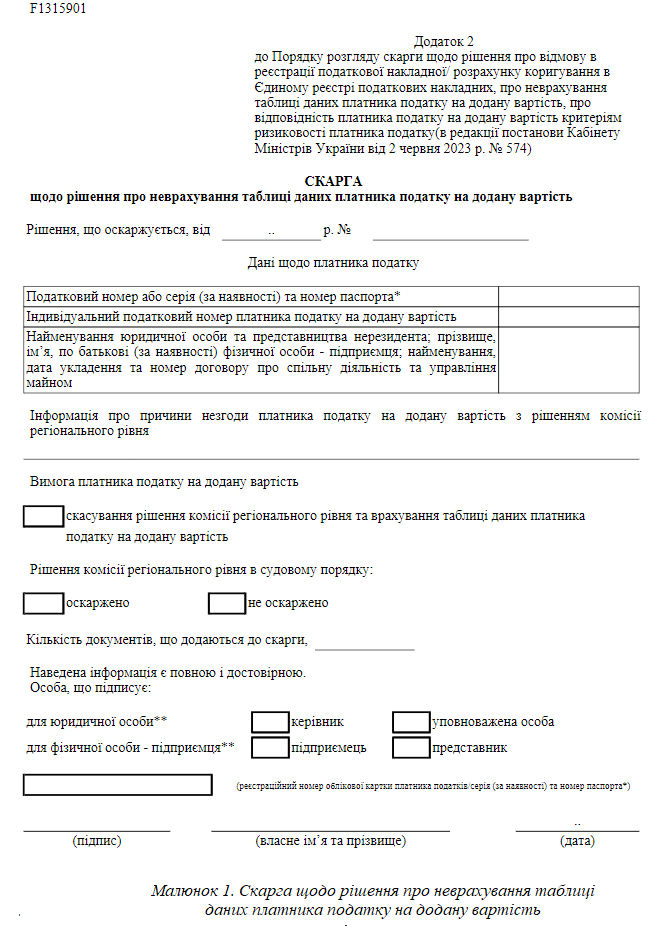 F1315901
Додаток 2
до Порядку розгляду скарги щодо рішення про відмову в
реєстрації податкової накладної/ розрахунку коригування в
Єдиному реєстрі податкових накладних, про неврахування
таблиці даних платника податку на додану вартість, про
відповідність платника податку на додану вартість критеріям
ризиковості платника податку(в редакції постанови Кабінету
Міністрів України від 2 червня 2023 р. № 574)
СКАРГА
щодо рішення про неврахування таблиці даних платника податку на додану вартість
Рішення, що оскаржується, від .. р. №
Дані щодо платника податку
Податковий номер або серія (за наявності) та номер паспорта*
Індивідуальний податковий номер платника податку на додану вартість
Найменування юридичної особи та представництва нерезидента; прізвище,
ім’я, по батькові (за наявності) фізичної особи - підприємця; найменування,
дата укладення та номер договору про спільну діяльність та управління
майном
Інформація про причини незгоди платника податку на додану вартість з рішенням комісії
регіонального рівня
Вимога платника податку на додану вартість
скасування рішення комісії регіонального рівня та врахування таблиці даних платника
податку на додану вартість
Рішення комісії регіонального рівня в судовому порядку:
оскаржено не оскаржено
Кількість документів, що додаються до скарги,
Наведена інформація є повною і достовірною.
Особа, що підписує:
для юридичної особи** керівник уповноважена особа
для фізичної особи - підприємця** підприємець представник
(реєстраційний номер облікової картки платника податків/серія (за наявності) та номер паспорта*)
..
(підпис) (власне ім’я та прізвище) (дата)
Малюнок 1. Скарга щодо рішення про неврахування таблиці
даних платника податку на додану вартість